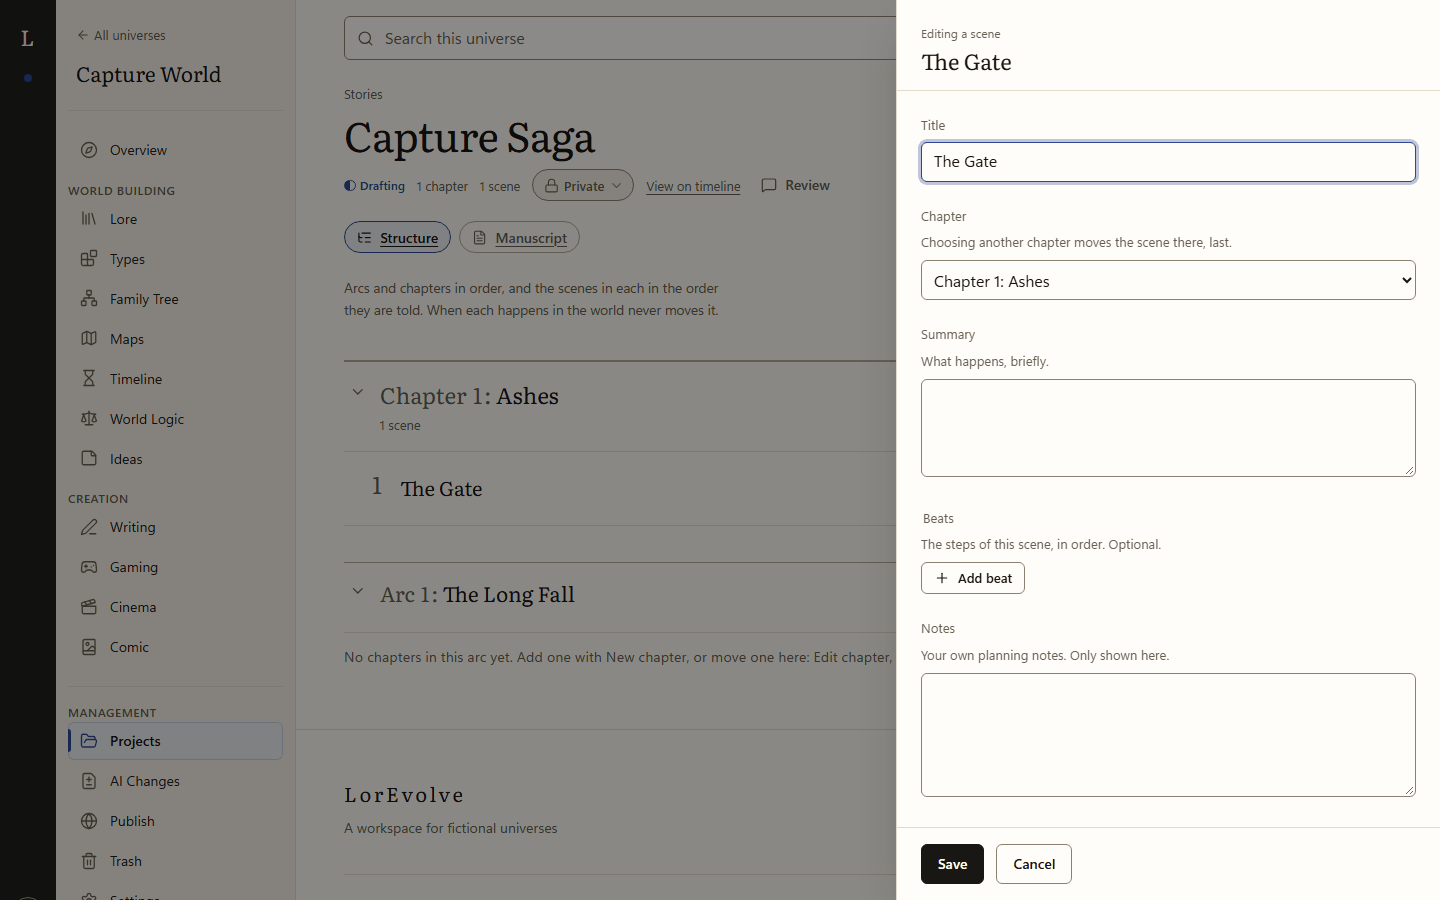 L
All universes
Capture World
Overview
WORLD BUILDING
Lore
Types
Family Tree
Maps
Timeline
World Logic
Ideas
CREATION
Writing
Gaming
Cinema
Comic
MANAGEMENT
Projects
AI Changes
Publish
Trash
Settings
Search this universe
Stories
Capture Saga
Drafting 1 chapter 1 scene Private View on timeline Review
Structure Manuscript
Arcs and chapters in order, and the scenes in each in the order
they are told. When each happens in the world never moves it.
Chapter 1: Ashes
1 scene
1 The Gate
Arc 1: The Long Fall
No chapters in this arc yet. Add one with New chapter, or move one here: Edit chapter,
LorEvolve
A workspace for fictional universes
Editing a scene
The Gate
Title
The Gate
Chapter
Choosing another chapter moves the scene there, last.
Chapter 1: Ashes
Summary
What happens, briefly.
Beats
The steps of this scene, in order. Optional.
Add beat
Notes
Your own planning notes. Only shown here.
Save Cancel